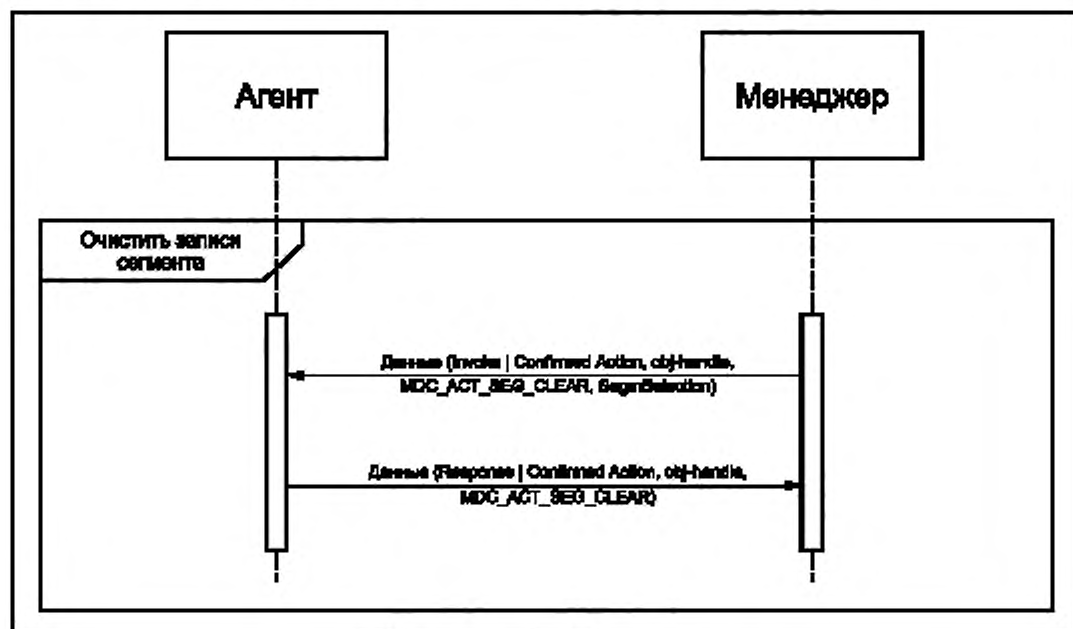 Агент
Менеджер
Очистить записи
сегмента
Данные (Invoke | Confirmed Action, obj-handle,
MDC_ACT_SEG_CLEAR, SegmSelection)
Данные (Response | Confirmed Action, obj-handle,
MDC_ACT_SEG_CLEAR)